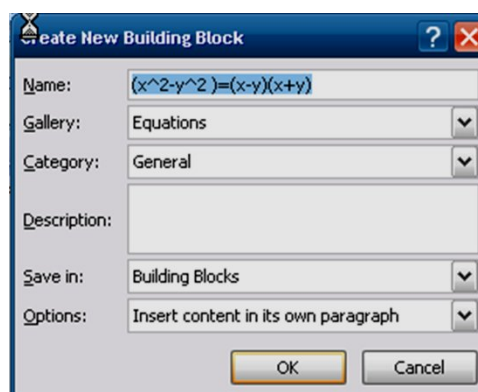 Create New Building Block ?
Name: (x^2-y^2 )=(x-y)(x+y)
Gallery: Equations
Category: General
Description:
Save in: Building Blocks
Options: Insert content in its own paragraph
OK Cancel